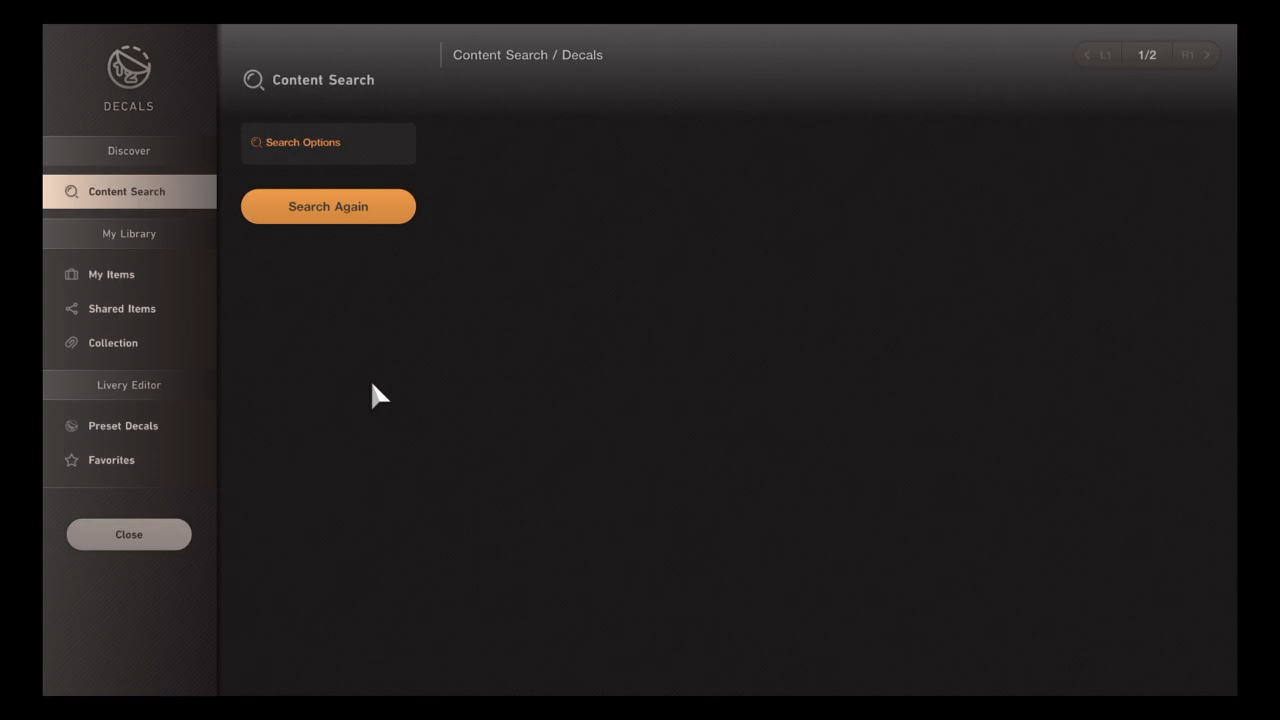 DECALS
Discover
Content Search
My Library
My Items
Shared Items
Collection
Livery Editor
Preset Decals
Favorites
Close
Content Search
Search Options
Search Again
Content Search / Decals
L1 1/2 R1